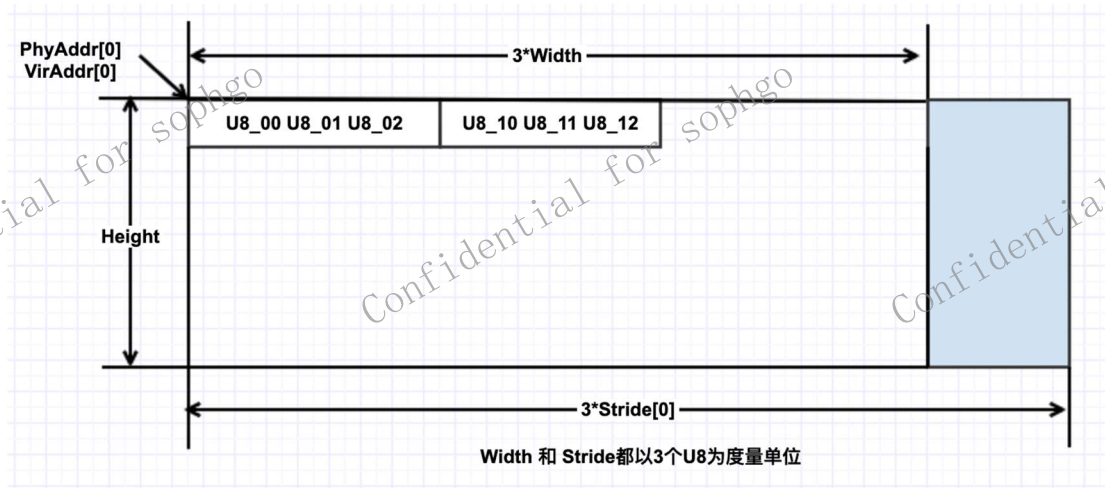 PhyAddr[0]
VirAddr[0]
3*Width
U8_00 U8_01 U8_02
U8_10 U8_11 U8_12
Height
3*Stride[0]
Width 和 Stride都以3个U8为度量单位
tial for sophgo
Confidential for sophgo
Confidentia